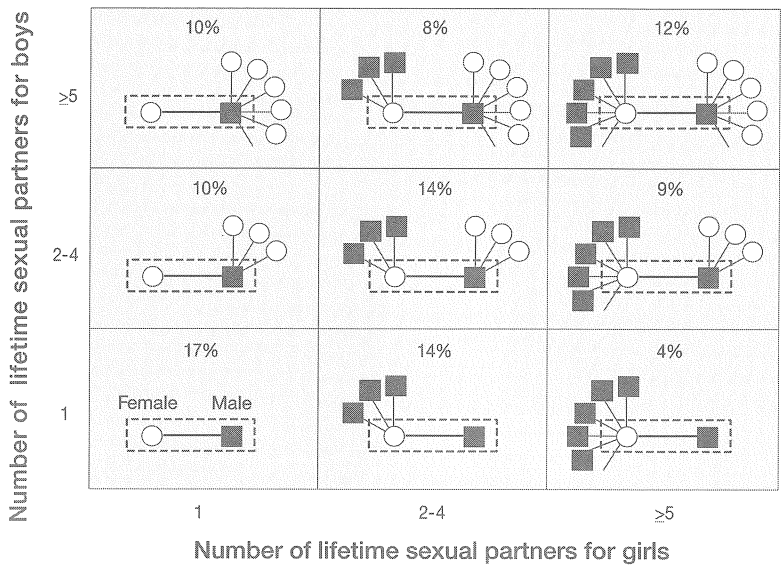 Number of lifetime sexual partners for boys
10% 8% 12%
≥5
10% 14% 9%
2-4
17% 14% 4%
Female Male
1
1 2-4 ≥5
Number of lifetime sexual partners for girls